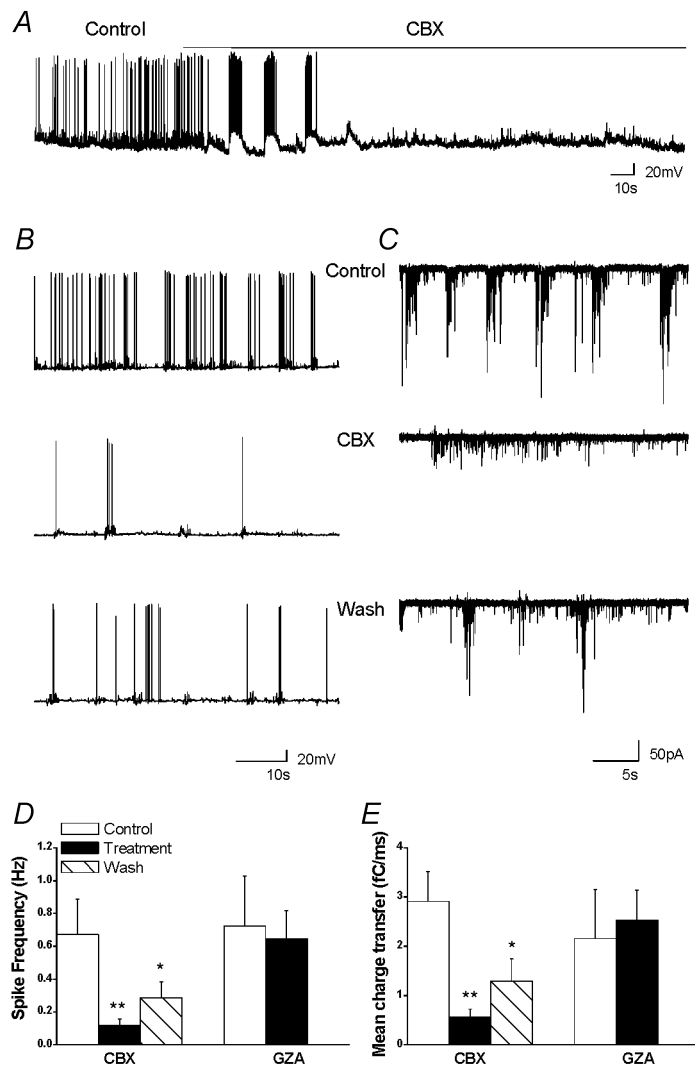 A
Control
CBX
20mV
10s
B
C
Control
CBX
Wash
20mV
10s
50pA
5s
D
Control
Treatment
Wash
Spike Frequency (Hz)
1.2
1.0
0.8
0.6
0.4
0.2
0.0
**
*
CBX
GZA
E
Mean charge transfer (fC/ms)
4
3
2
1
0
**
*
CBX
GZA